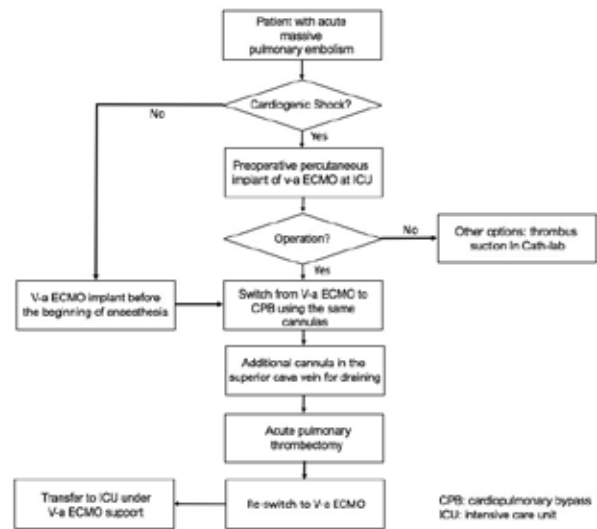 Patient with acute
massive
pulmonary embolism
Cardiogenic Shock?
No
Yes
Preoperative percutaneous
implant of v-a ECMO at ICU
Operation?
No
Other options: thrombus
suction in Cath-lab
Yes
V-a ECMO implant before
the beginning of anaesthesia
Switch from V-a ECMO to
CPB using the same
cannulas
Additional cannula in the
superior cava vein for draining
Acute pulmonary
thrombectomy
Transfer to ICU under
V-a ECMO support
Re-switch to V-a ECMO
CPB: cardiopulmonary bypass
ICU: intensive care unit